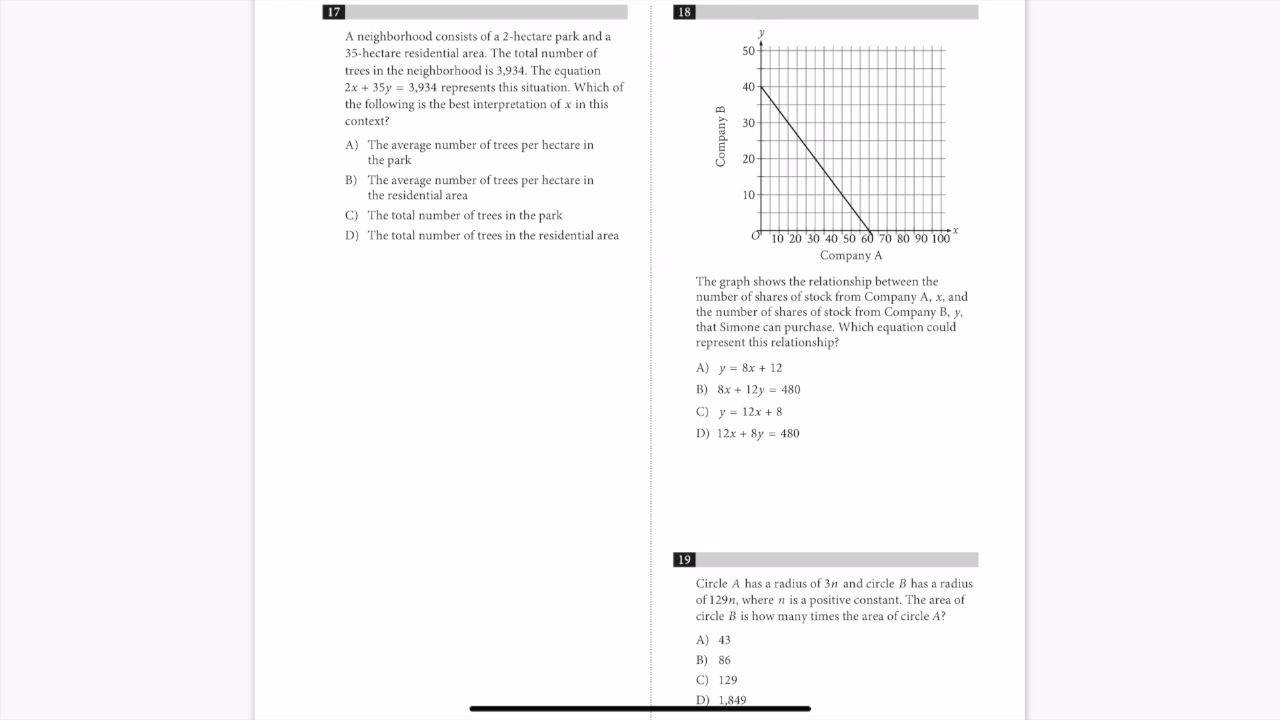 17
A neighborhood consists of a 2-hectare park and a
35-hectare residential area. The total number of
trees in the neighborhood is 3,934. The equation
2x + 35y = 3,934 represents this situation. Which of
the following is the best interpretation of x in this
context?
A) The average number of trees per hectare in
the park
B) The average number of trees per hectare in
the residential area
C) The total number of trees in the park
D) The total number of trees in the residential area
18
y
50
40
30
20
10
Company B
O
10 20 30 40 50 60 70 80 90 100
x
Company A
The graph shows the relationship between the
number of shares of stock from Company A, x, and
the number of shares of stock from Company B, y,
that Simone can purchase. Which equation could
represent this relationship?
A) y = 8x + 12
B) 8x + 12y = 480
C) y = 12x + 8
D) 12x + 8y = 480
19
Circle A has a radius of 3n and circle B has a radius
of 129n, where n is a positive constant. The area of
circle B is how many times the area of circle A?
A) 43
B) 86
C) 129
D) 1,849